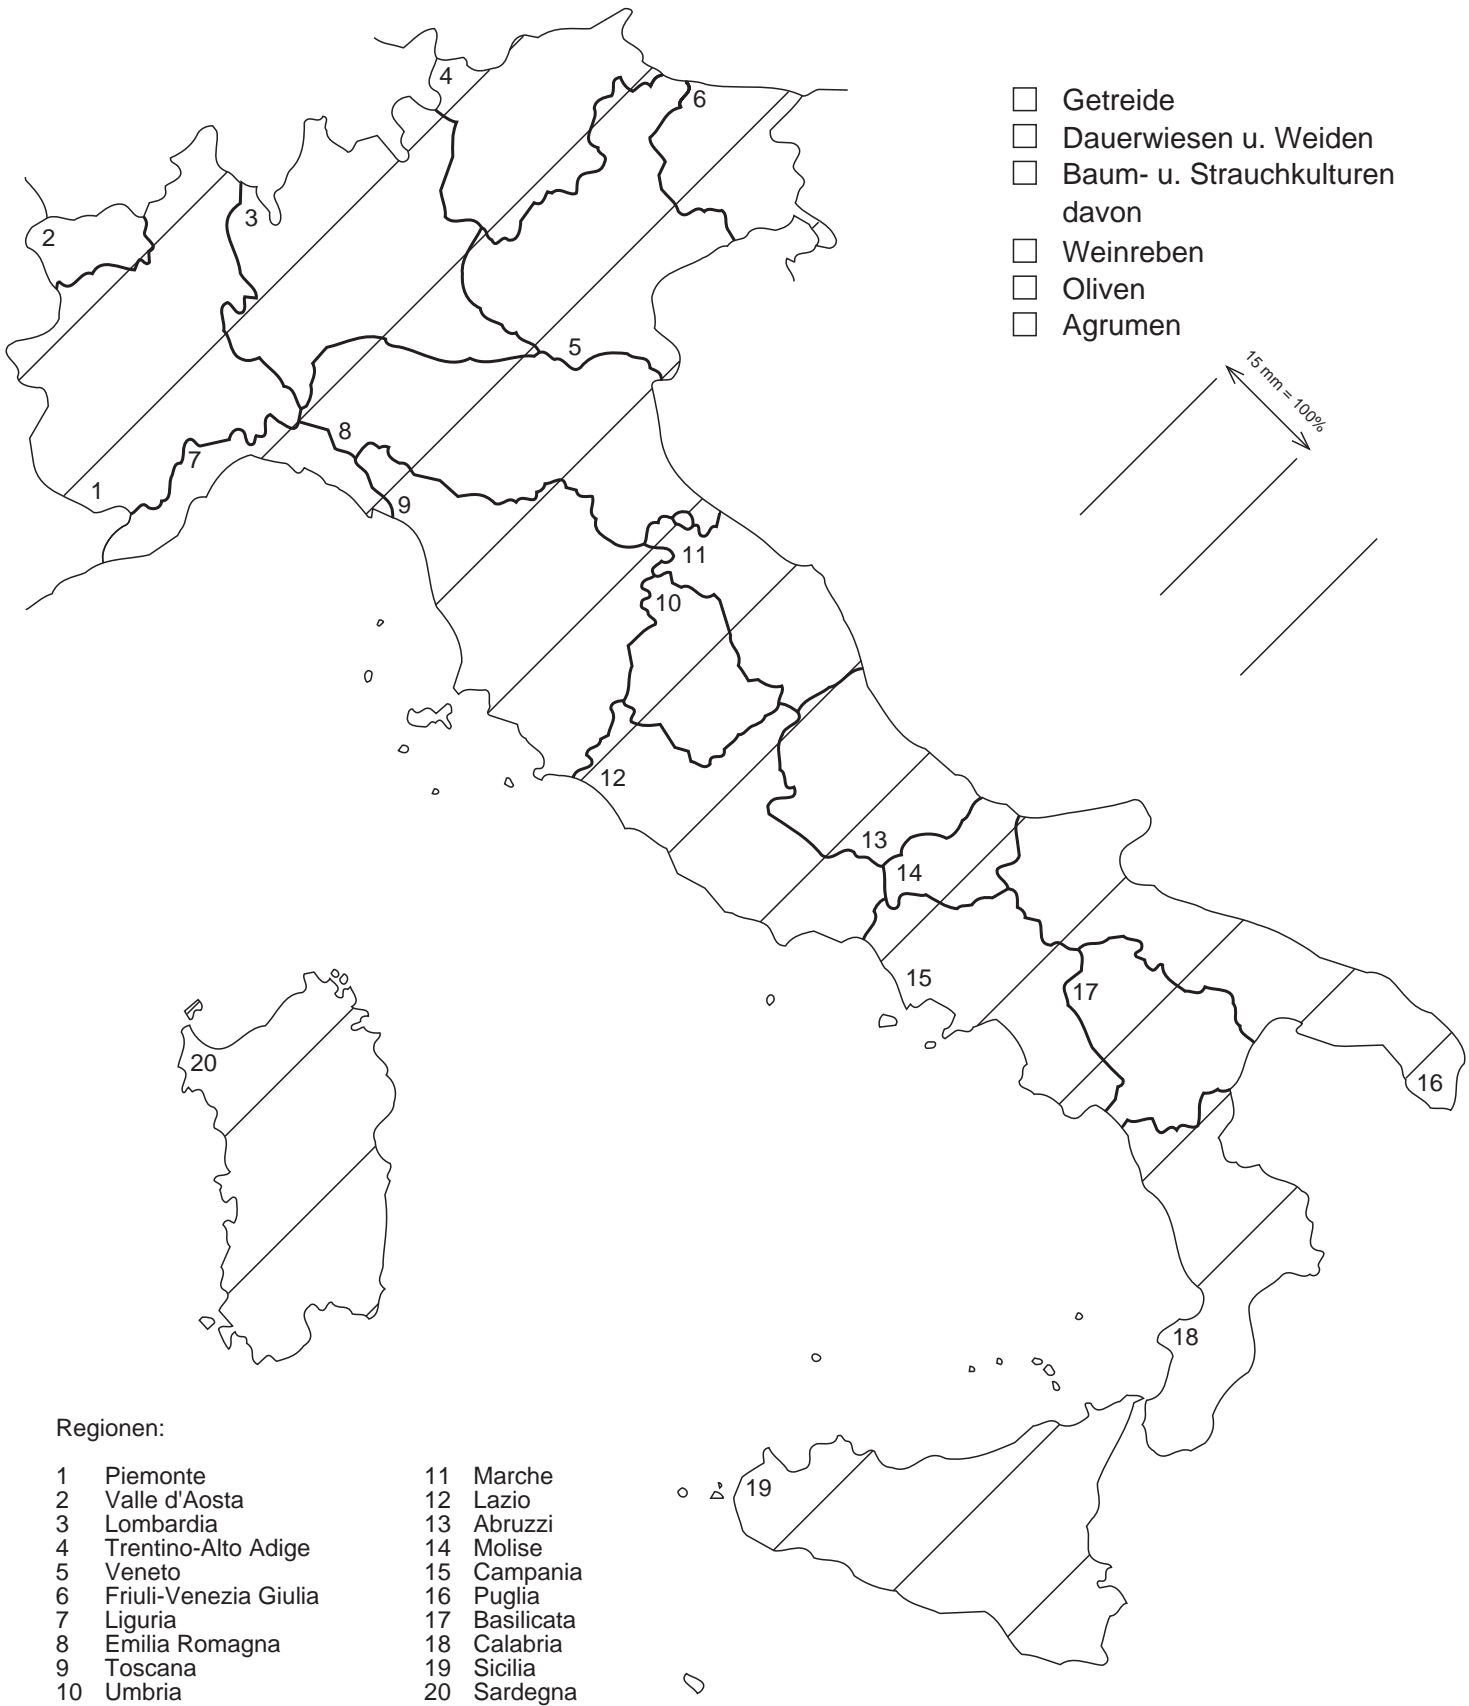 4
6
3
2
5
8
7
1
9
11
10
12
13
14
15
17
16
20
18
19
Getreide
Dauerwiesen u. Weiden
Baum- u. Strauchkulturen
davon
Weinreben
Oliven
Agrumen
15 mm = 100%
Regionen:
1 Piemonte
2 Valle d'Aosta
3 Lombardia
4 Trentino-Alto Adige
5 Veneto
6 Friuli-Venezia Giulia
7 Liguria
8 Emilia Romagna
9 Toscana
10 Umbria
11 Marche
12 Lazio
13 Abruzzi
14 Molise
15 Campania
16 Puglia
17 Basilicata
18 Calabria
19 Sicilia
20 Sardegna